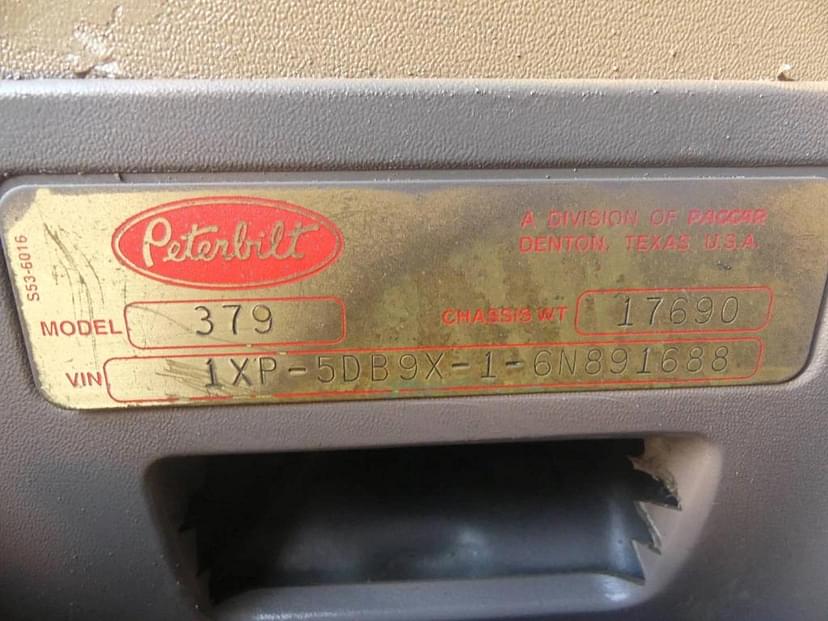 Peterbilt
A DIVISION OF PACCAR
DENTON, TEXAS U.S.A.
S53-6016
MODEL 379
CHASSIS WT 17690
VIN 1XP-5DB9X-1-6N891688